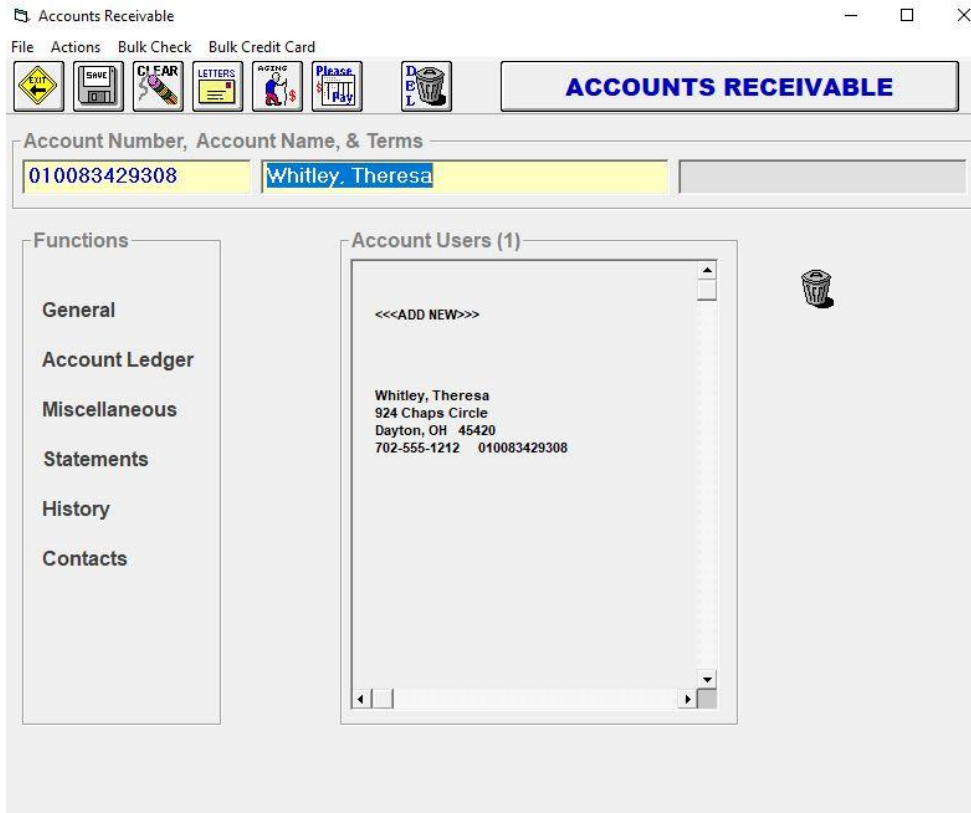 Accounts Receivable
File Actions Bulk Check Bulk Credit Card
EXIT SAVE CLEAR LETTERS AGING $ Please $ Pay DEL ACCOUNTS RECEIVABLE
Account Number, Account Name, & Terms
010083429308 Whitley, Theresa
Functions
General
Account Ledger
Miscellaneous
Statements
History
Contacts
Account Users (1)
<<<ADD NEW>>>
Whitley, Theresa
924 Chaps Circle
Dayton, OH 45420
702-555-1212 010083429308